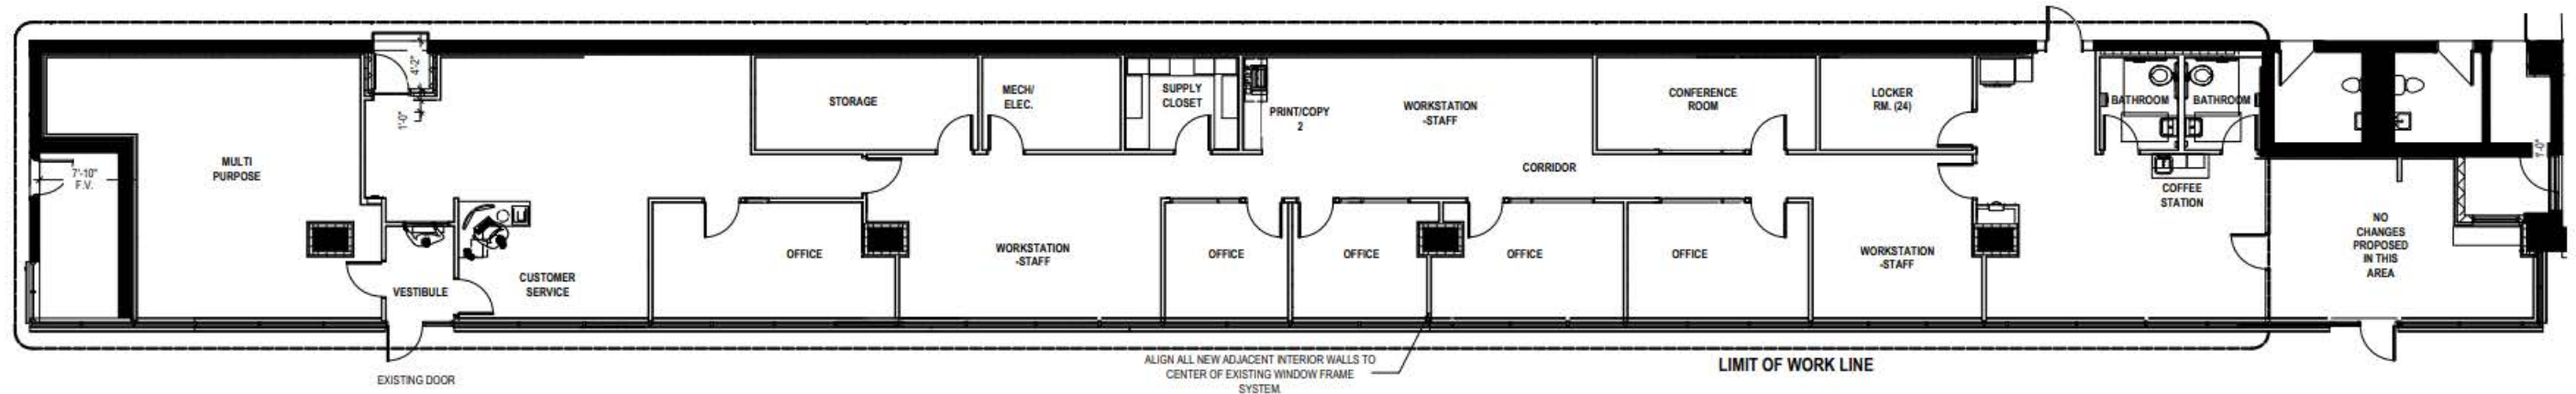 4'-2"
1'-0"
7'-10"
F.V.
MULTI
PURPOSE
VESTIBULE
CUSTOMER
SERVICE
STORAGE
OFFICE
MECH/
ELEC.
SUPPLY
CLOSET
WORKSTATION
-STAFF
PRINT/COPY
2
WORKSTATION
-STAFF
OFFICE
OFFICE
OFFICE
OFFICE
CORRIDOR
CONFERENCE
ROOM
LOCKER
RM. (24)
WORKSTATION
-STAFF
BATHROOM
BATHROOM
COFFEE
STATION
NO
CHANGES
PROPOSED
IN THIS
AREA
EXISTING DOOR
ALIGN ALL NEW ADJACENT INTERIOR WALLS TO
CENTER OF EXISTING WINDOW FRAME
SYSTEM.
LIMIT OF WORK LINE